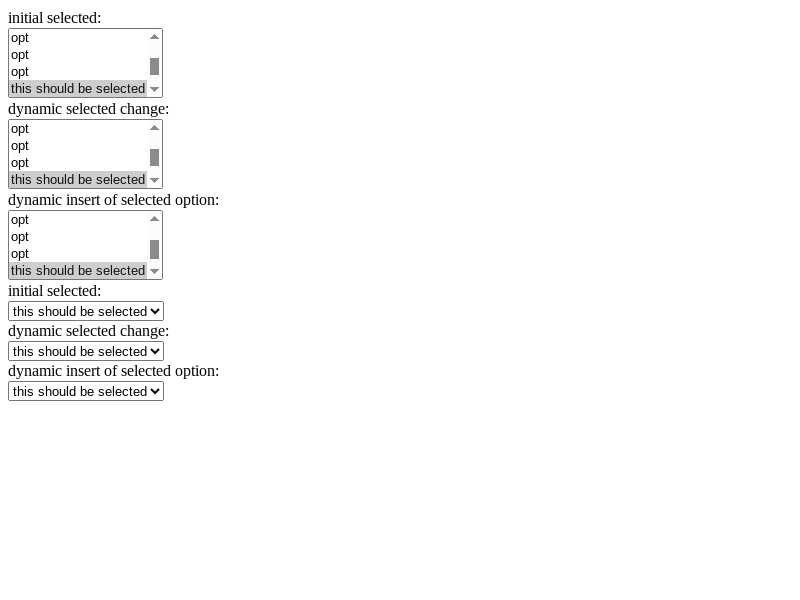 initial selected:
opt
opt
opt
this should be selected
dynamic selected change:
opt
opt
opt
this should be selected
dynamic insert of selected option:
opt
opt
opt
this should be selected
initial selected:
this should be selected
dynamic selected change:
this should be selected
dynamic insert of selected option:
this should be selected